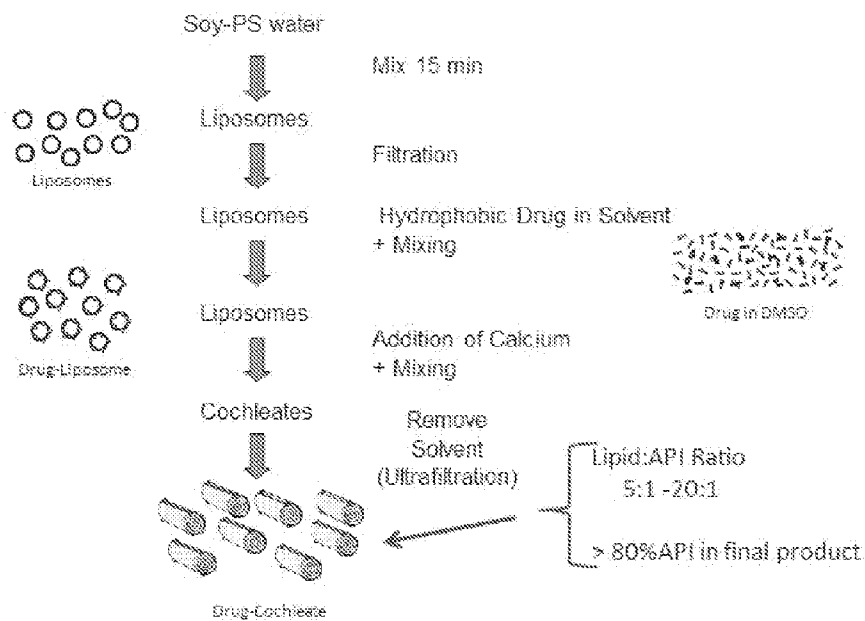 Soy-PS water
Mix 15 min
Liposomes
Liposomes
Filtration
Liposomes
Hydrophobic Drug in Solvent
+ Mixing
Drug in DMSO
Liposomes
Drug-Liposome
Addition of Calcium
+ Mixing
Cochleates
Remove
Solvent
(Ultrafiltration)
Lipid:API Ratio
5:1 -20:1
> 80%API in final product
Drug-Cochleate